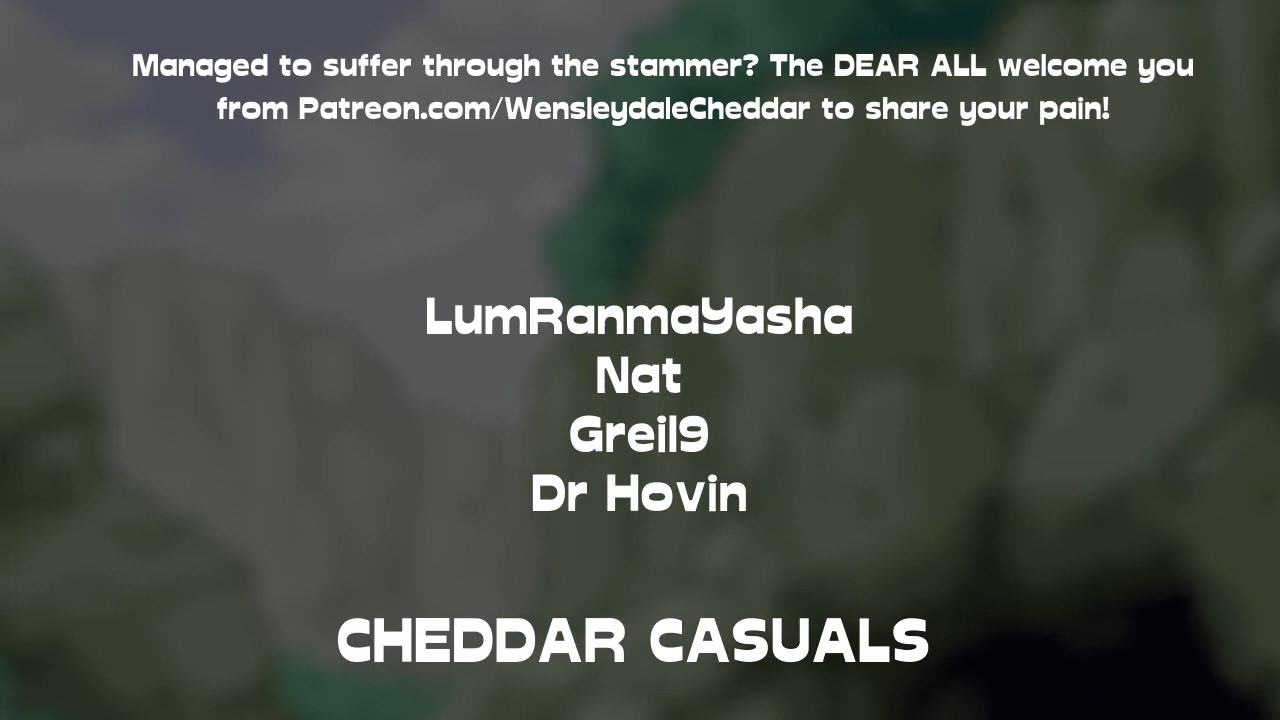 Managed to suffer through the stammer? The DEAR ALL welcome you
from Patreon.com/WensleydaleCheddar to share your pain!
LumRanmaYasha
Nat
Greil9
Dr Hovin
CHEDDAR CASUALS